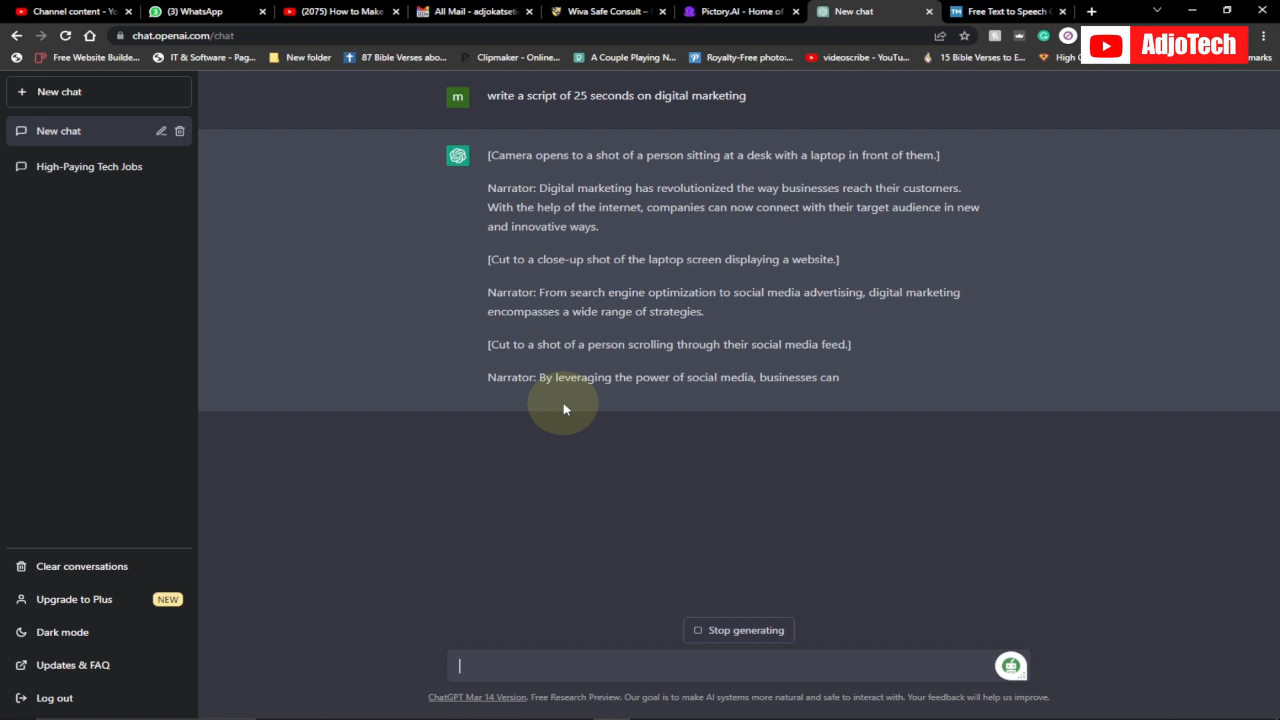 Channel content - Yo
(3) WhatsApp
(2075) How to Make
All Mail - adjokatseti
Wiva Safe Consult –
Pictory.AI - Home of
New chat
Free Text to Speech
chat.openai.com/chat
AdjoTech
Free Website Builde...
IT & Software - Pag...
New folder
87 Bible Verses abo...
Clipmaker - Online...
A Couple Playing N...
Royalty-Free photo:...
videoscribe - YouTu...
15 Bible Verses to E...
New chat
New chat
High-Paying Tech Jobs
m
write a script of 25 seconds on digital marketing
[Camera opens to a shot of a person sitting at a desk with a laptop in front of them.]
Narrator: Digital marketing has revolutionized the way businesses reach their customers.
With the help of the internet, companies can now connect with their target audience in new
and innovative ways.
[Cut to a close-up shot of the laptop screen displaying a website.]
Narrator: From search engine optimization to social media advertising, digital marketing
encompasses a wide range of strategies.
[Cut to a shot of a person scrolling through their social media feed.]
Narrator: By leveraging the power of social media, businesses can
Clear conversations
Upgrade to Plus
NEW
Dark mode
Updates & FAQ
Log out
Stop generating
ChatGPT Mar 14 Version. Free Research Preview. Our goal is to make AI systems more natural and safe to interact with. Your feedback will help us improve.